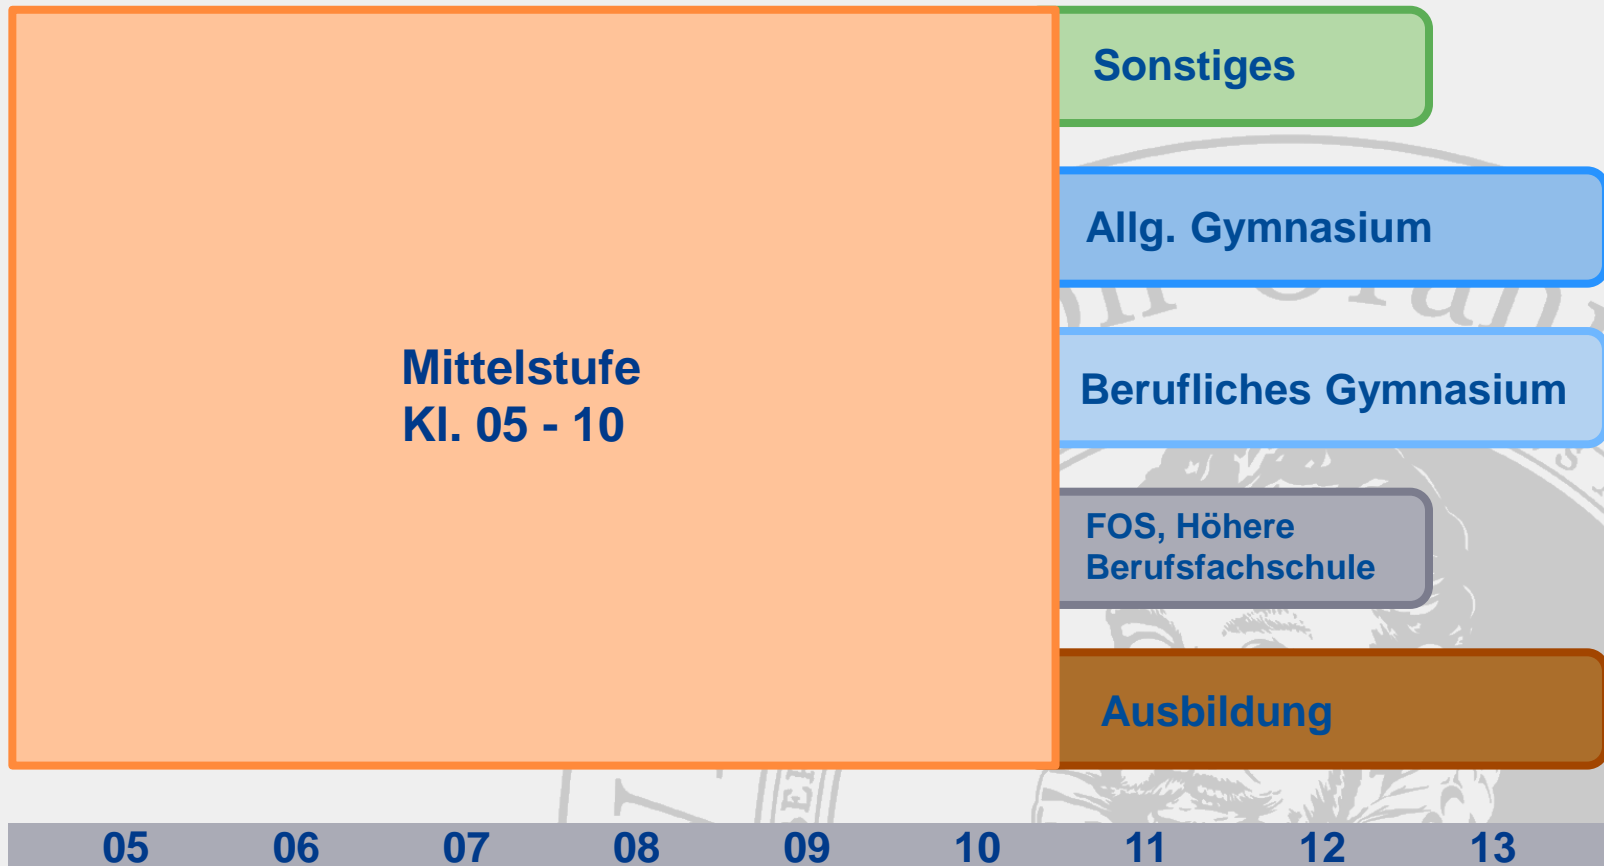 Sonstiges
Allg. Gymnasium
Mittelstufe
Kl. 05 - 10
Berufliches Gymnasium
FOS, Höhere
Berufsfachschule
Ausbildung
05 06 07 08 09 10 11 12 13